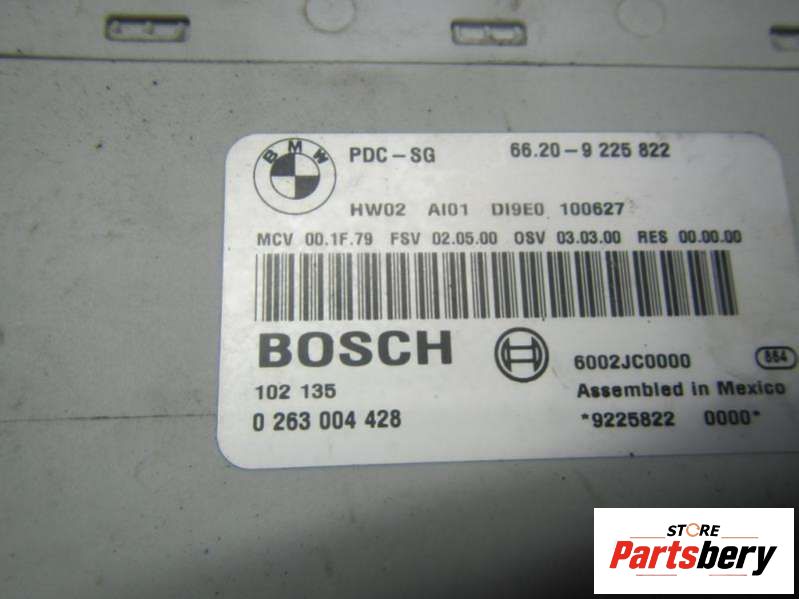 BMW
PDC-SG 66.20-9 225 822
HW02 AI01 DI9E0 100627
MCV 00.1F.79 FSV 02.05.00 OSV 03.03.00 RES 00.00.00
BOSCH
6002JC0000 864
102 135 Assembled in Mexico
0 263 004 428 *9225822 0000*
STORE
Partsbery